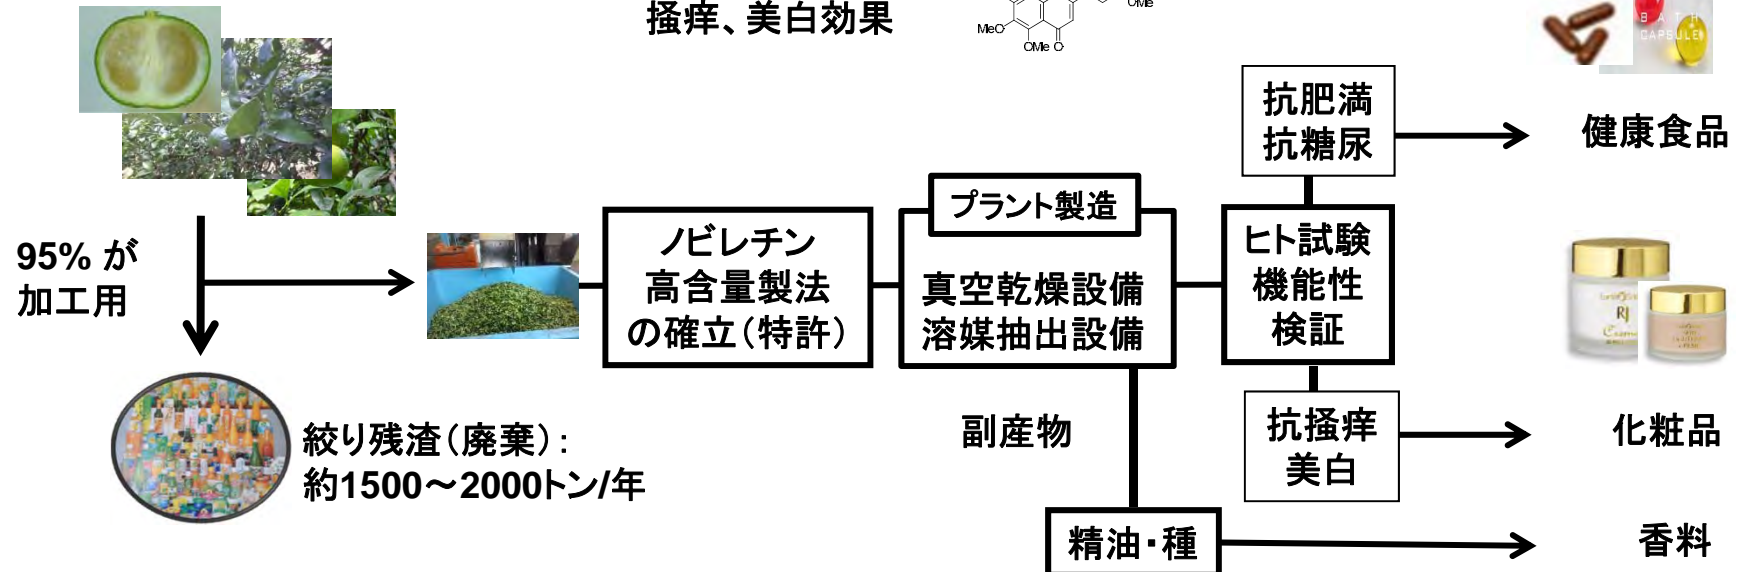 掻痒、美白効果
MeO
OMe
O
OMe
BATH
CAPSULE
抗肥満
抗糖尿
健康食品
95% が
加工用
ノビレチン
高含量製法
の確立（特許）
プラント製造
真空乾燥設備
溶媒抽出設備
ヒト試験
機能性
検証
RJ
絞り残渣（廃棄）：
約1500～2000トン/年
副産物
抗掻痒
美白
化粧品
精油・種
香料